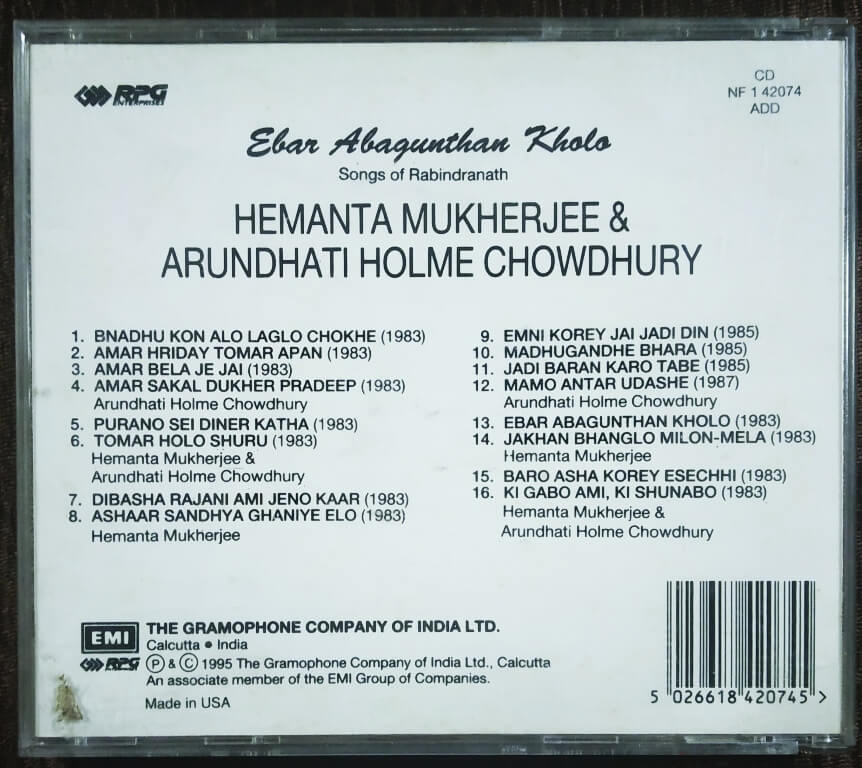 RPG
ENTERPRISES
CD
NF 1 42074
ADD
Ebar Abagunthan Kholo
Songs of Rabindranath
HEMANTA MUKHERJEE &
ARUNDHATI HOLME CHOWDHURY
1. BNADHU KON ALO LAGLO CHOKHE (1983)
2. AMAR HRIDAY TOMAR APAN (1983)
3. AMAR BELA JE JAI (1983)
4. AMAR SAKAL DUKHER PRADEEP (1983)
Arundhati Holme Chowdhury
5. PURANO SEI DINER KATHA (1983)
6. TOMAR HOLO SHURU (1983)
Hemanta Mukherjee &
Arundhati Holme Chowdhury
7. DIBASHA RAJANI AMI JENO KAAR (1983)
8. ASHAAR SANDHYA GHANIYE ELO (1983)
Hemanta Mukherjee
9. EMNI KOREY JAI JADI DIN (1985)
10. MADHUGANDHE BHARA (1985)
11. JADI BARAN KARO TABE (1985)
12. MAMO ANTAR UDASHE (1987)
Arundhati Holme Chowdhury
13. EBAR ABAGUNTHAN KHOLO (1983)
14. JAKHAN BHANGLO MILON-MELA (1983)
Hemanta Mukherjee
15. BARO ASHA KOREY ESECHHI (1983)
16. KI GABO AMI, KI SHUNABO (1983)
Hemanta Mukherjee &
Arundhati Holme Chowdhury
EMI
THE GRAMOPHONE COMPANY OF INDIA LTD.
Calcutta • India
RPG Ⓟ & Ⓒ 1995 The Gramophone Company of India Ltd., Calcutta
An associate member of the EMI Group of Companies.
Made in USA
5 026618 420745 >